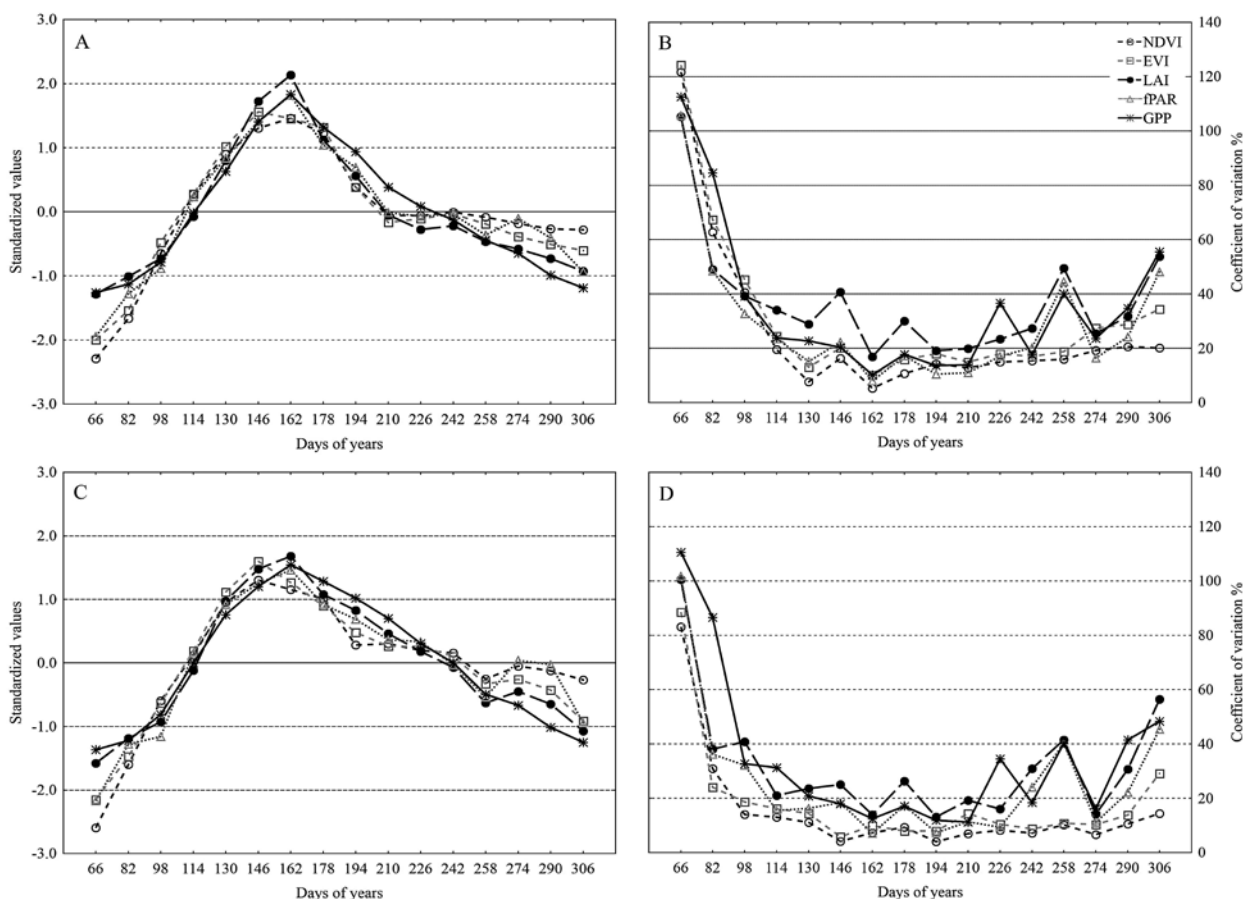 A
Standardized values
3.0
2.0
1.0
0.0
-1.0
-2.0
-3.0
66 82 98 114 130 146 162 178 194 210 226 242 258 274 290 306
Days of years
B
NDVI
EVI
LAI
fPAR
GPP
140
120
100
80
60
40
20
0
Coefficient of variation %
66 82 98 114 130 146 162 178 194 210 226 242 258 274 290 306
Days of years
C
Standardized values
3.0
2.0
1.0
0.0
-1.0
-2.0
-3.0
66 82 98 114 130 146 162 178 194 210 226 242 258 274 290 306
Days of years
D
140
120
100
80
60
40
20
0
Coefficient of variation %
66 82 98 114 130 146 162 178 194 210 226 242 258 274 290 306
Days of years